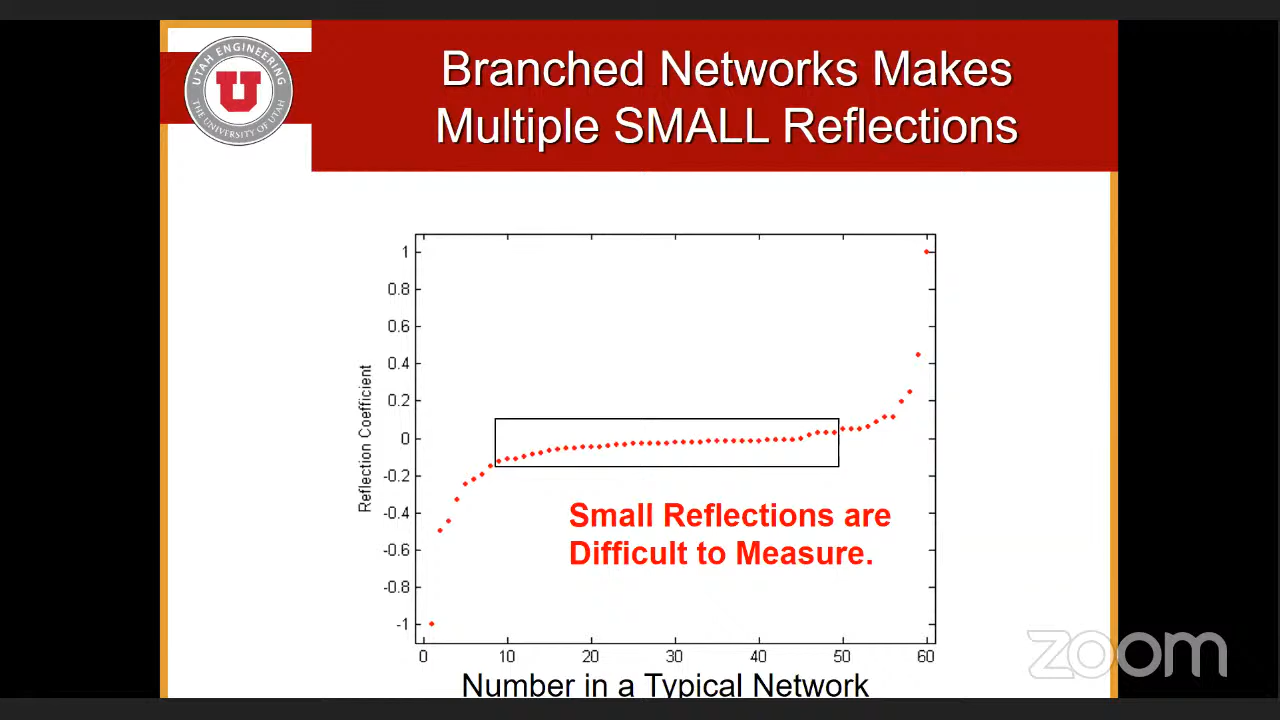 UTAH ENGINEERING
THE UNIVERSITY OF UTAH
U
Branched Networks Makes
Multiple SMALL Reflections
1
0.8
0.6
0.4
0.2
0
-0.2
-0.4
-0.6
-0.8
-1
Reflection Coefficient
Small Reflections are
Difficult to Measure.
0 10 20 30 40 50 60
Number in a Typical Network
zoom